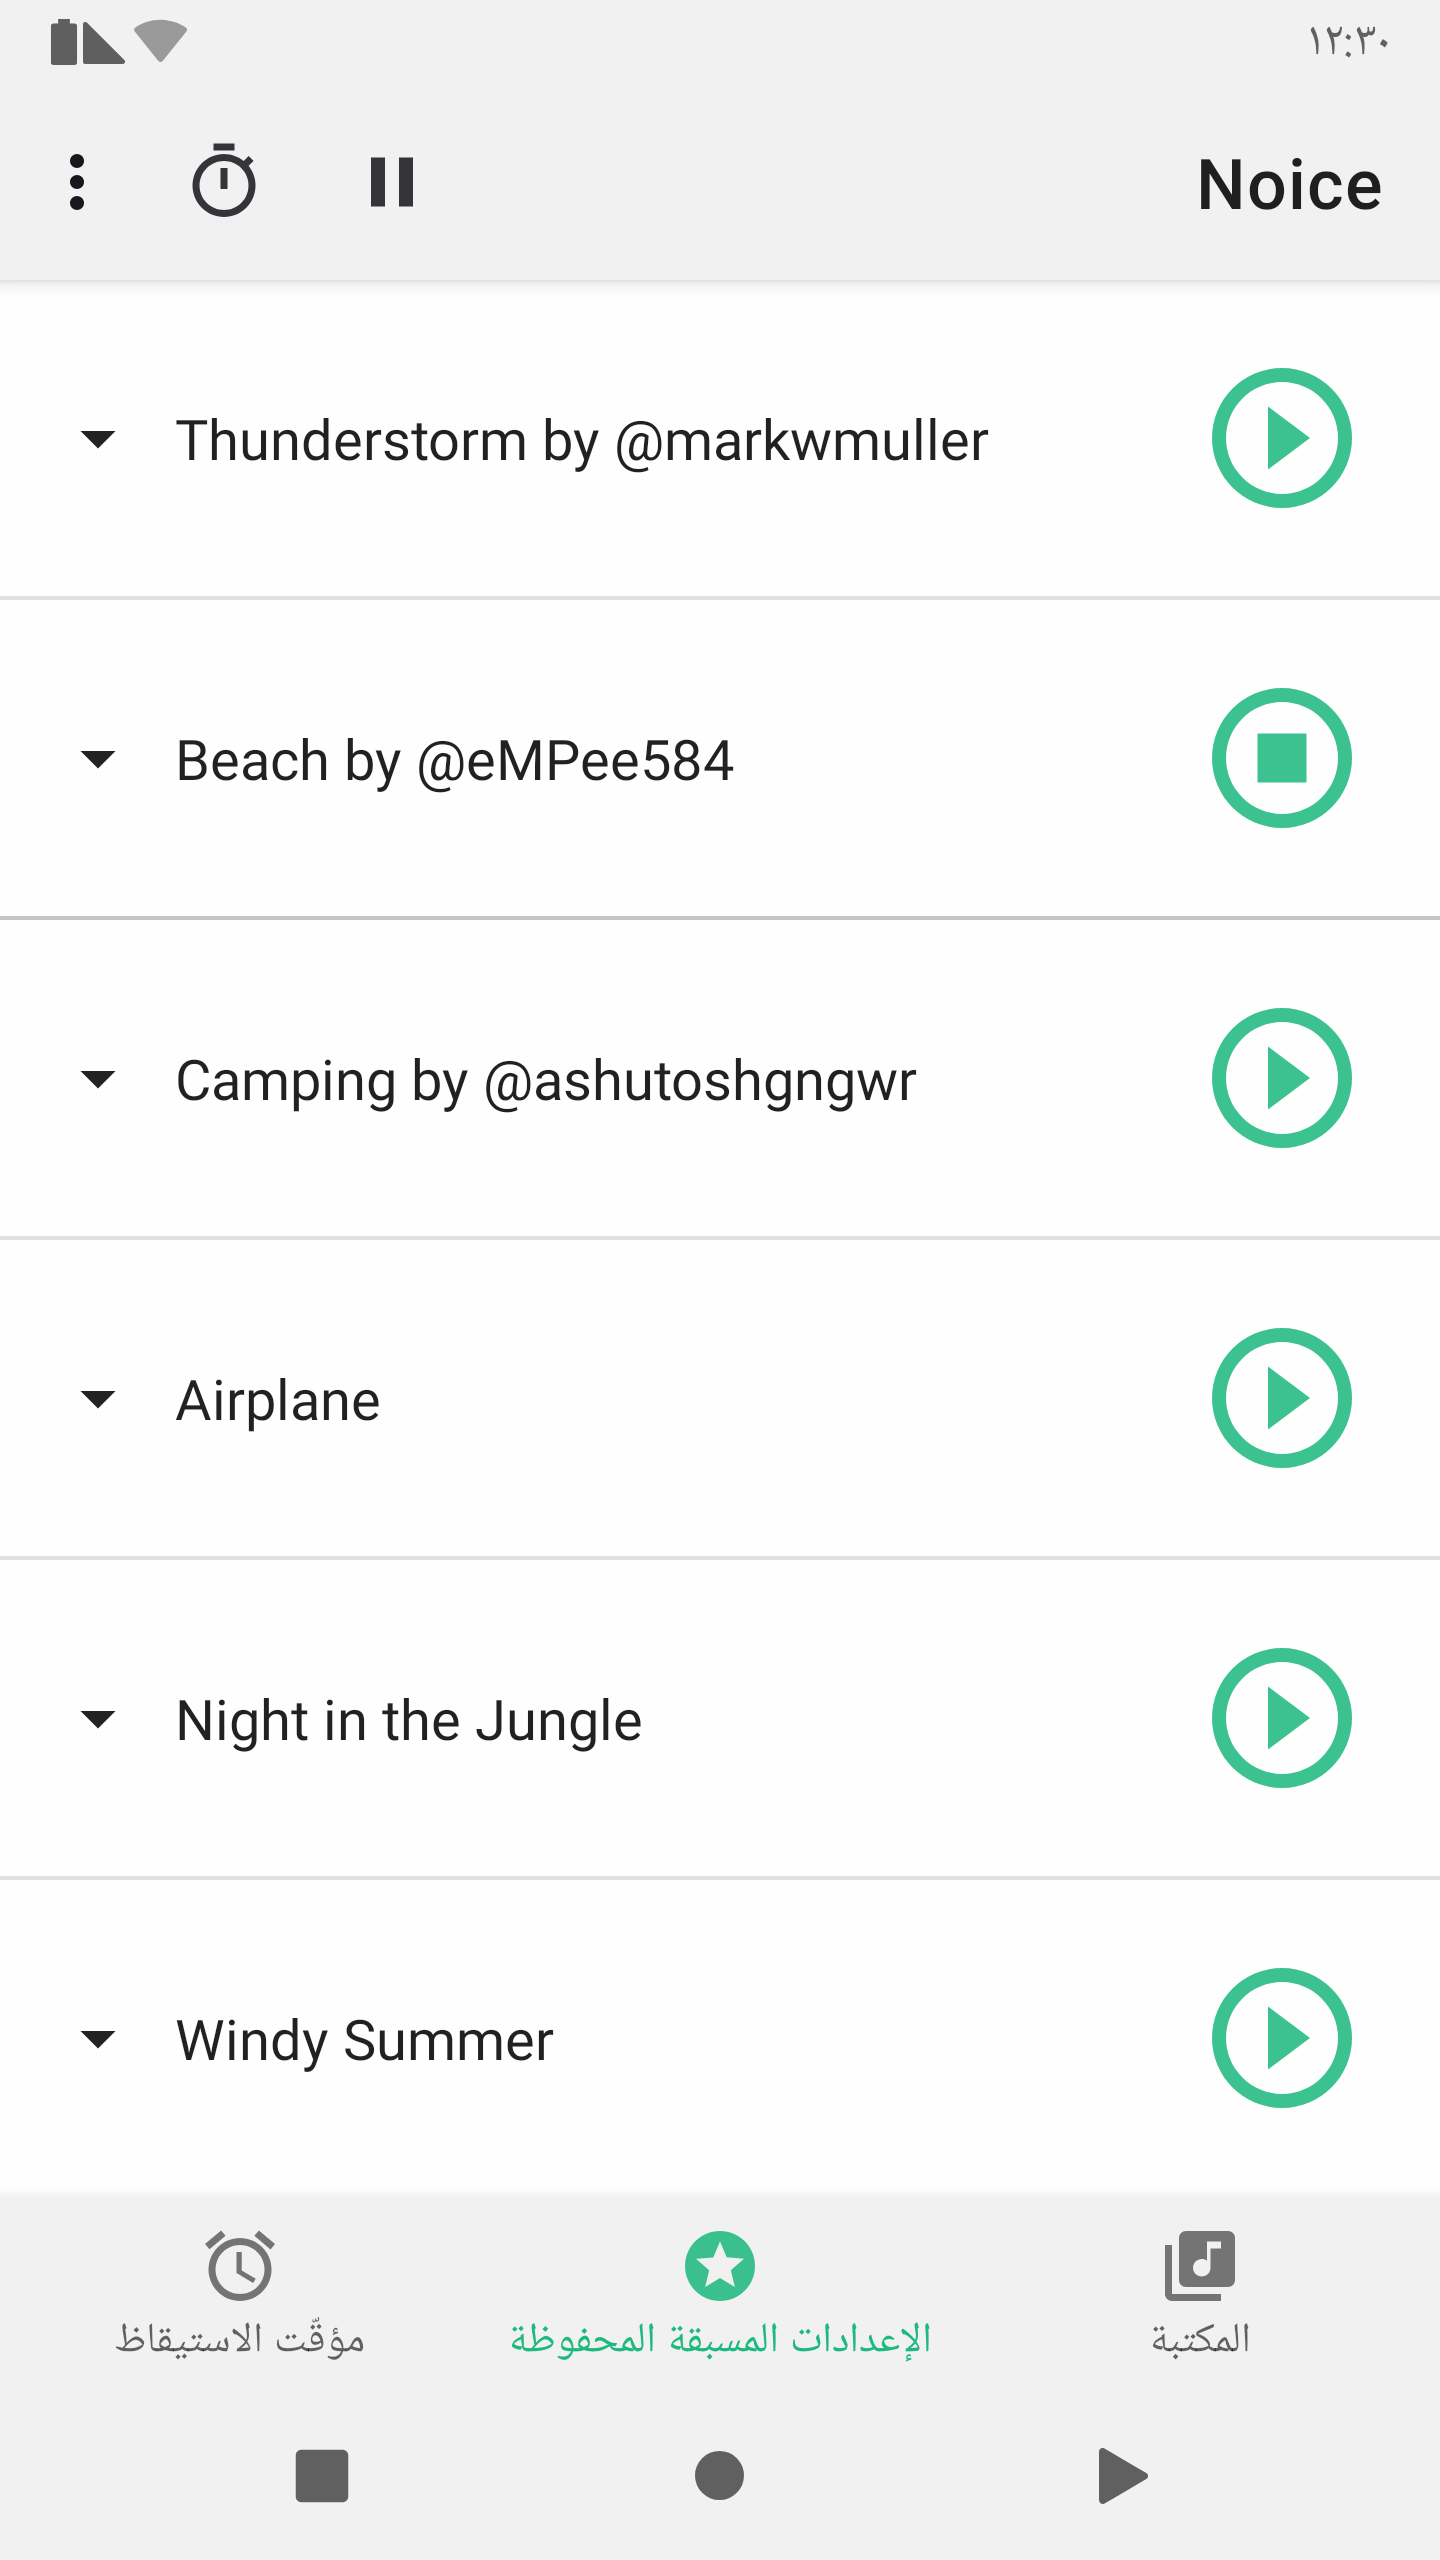 ١٢:٣٠
Noice
Thunderstorm by @markwmuller
Beach by @eMPee584
Camping by @ashutoshgngwr
Airplane
Night in the Jungle
Windy Summer
المكتبة
الإعدادات المسبقة المحفوظة
مؤقّت الاستيقاظ